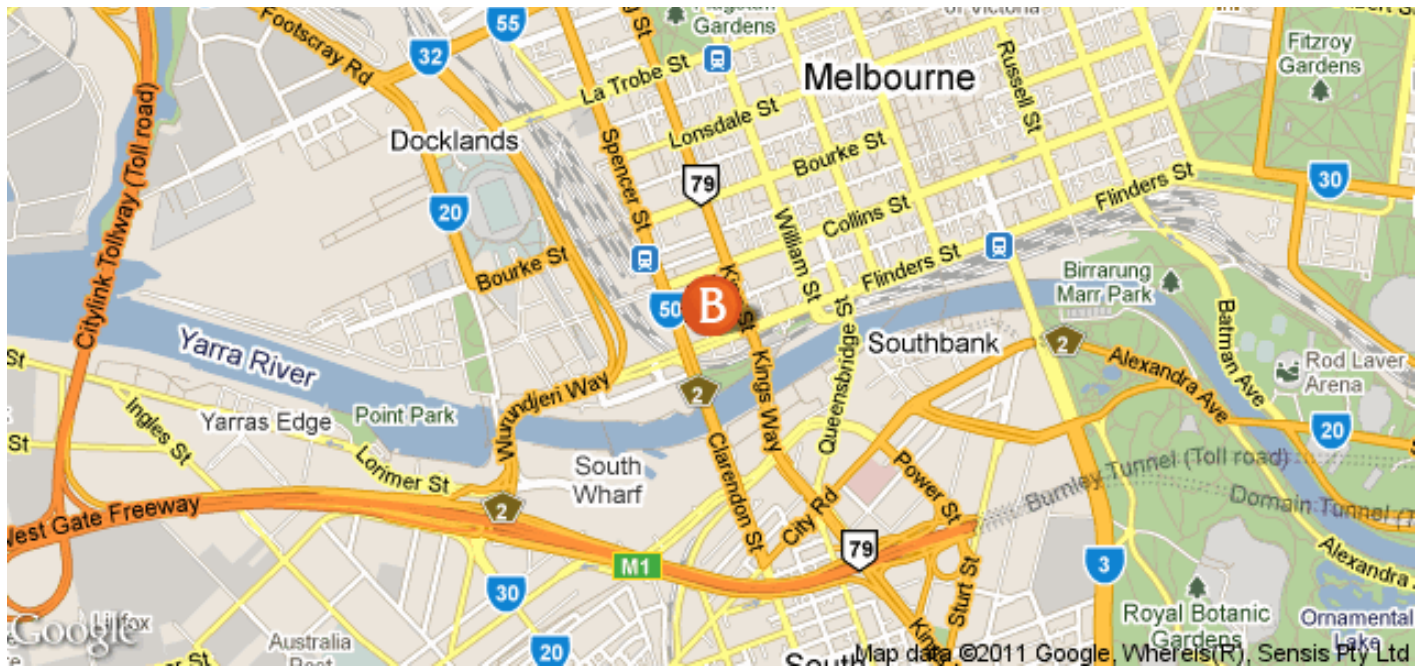 55
Gardens
of Victoria
Footscray Rd
32
La Trobe St
Melbourne
Russell St
Fitzroy
Gardens
Docklands
Spencer St
Lonsdale St
Bourke St
79
30
Flinders St
20
Collins St
William St
Citylink Tollway (Toll road)
Bourke St
Flinders St
Birrarung
Marr Park
50
B
King St
Yarra River
Southbank
2
Queensbridge St
Batman Ave
Rod Laver
Arena
Alexandra Ave
Wurundjeri Way
Kings Way
2
Ingles St
Yarras Edge
Point Park
20
St
Lorimer St
South
Wharf
Clarendon St
Power St
City Rd
Burnley Tunnel (Toll road)
Domain Tunnel
West Gate Freeway
2
79
M1
3
Alexandra
30
Sturt St
Royal Botanic
Gardens
Ornamental
Lake
Google
Australia
Post
20
South
Map data ©2011 Google, Whereis(R), Sensis Pty Ltd